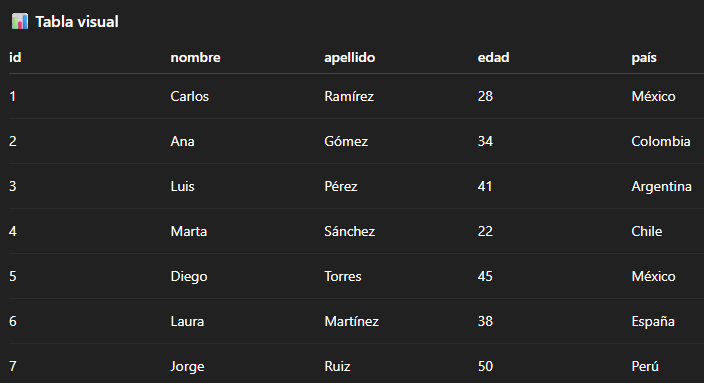 📊 Tabla visual
id nombre apellido edad país
1 Carlos Ramírez 28 México
2 Ana Gómez 34 Colombia
3 Luis Pérez 41 Argentina
4 Marta Sánchez 22 Chile
5 Diego Torres 45 México
6 Laura Martínez 38 España
7 Jorge Ruiz 50 Perú